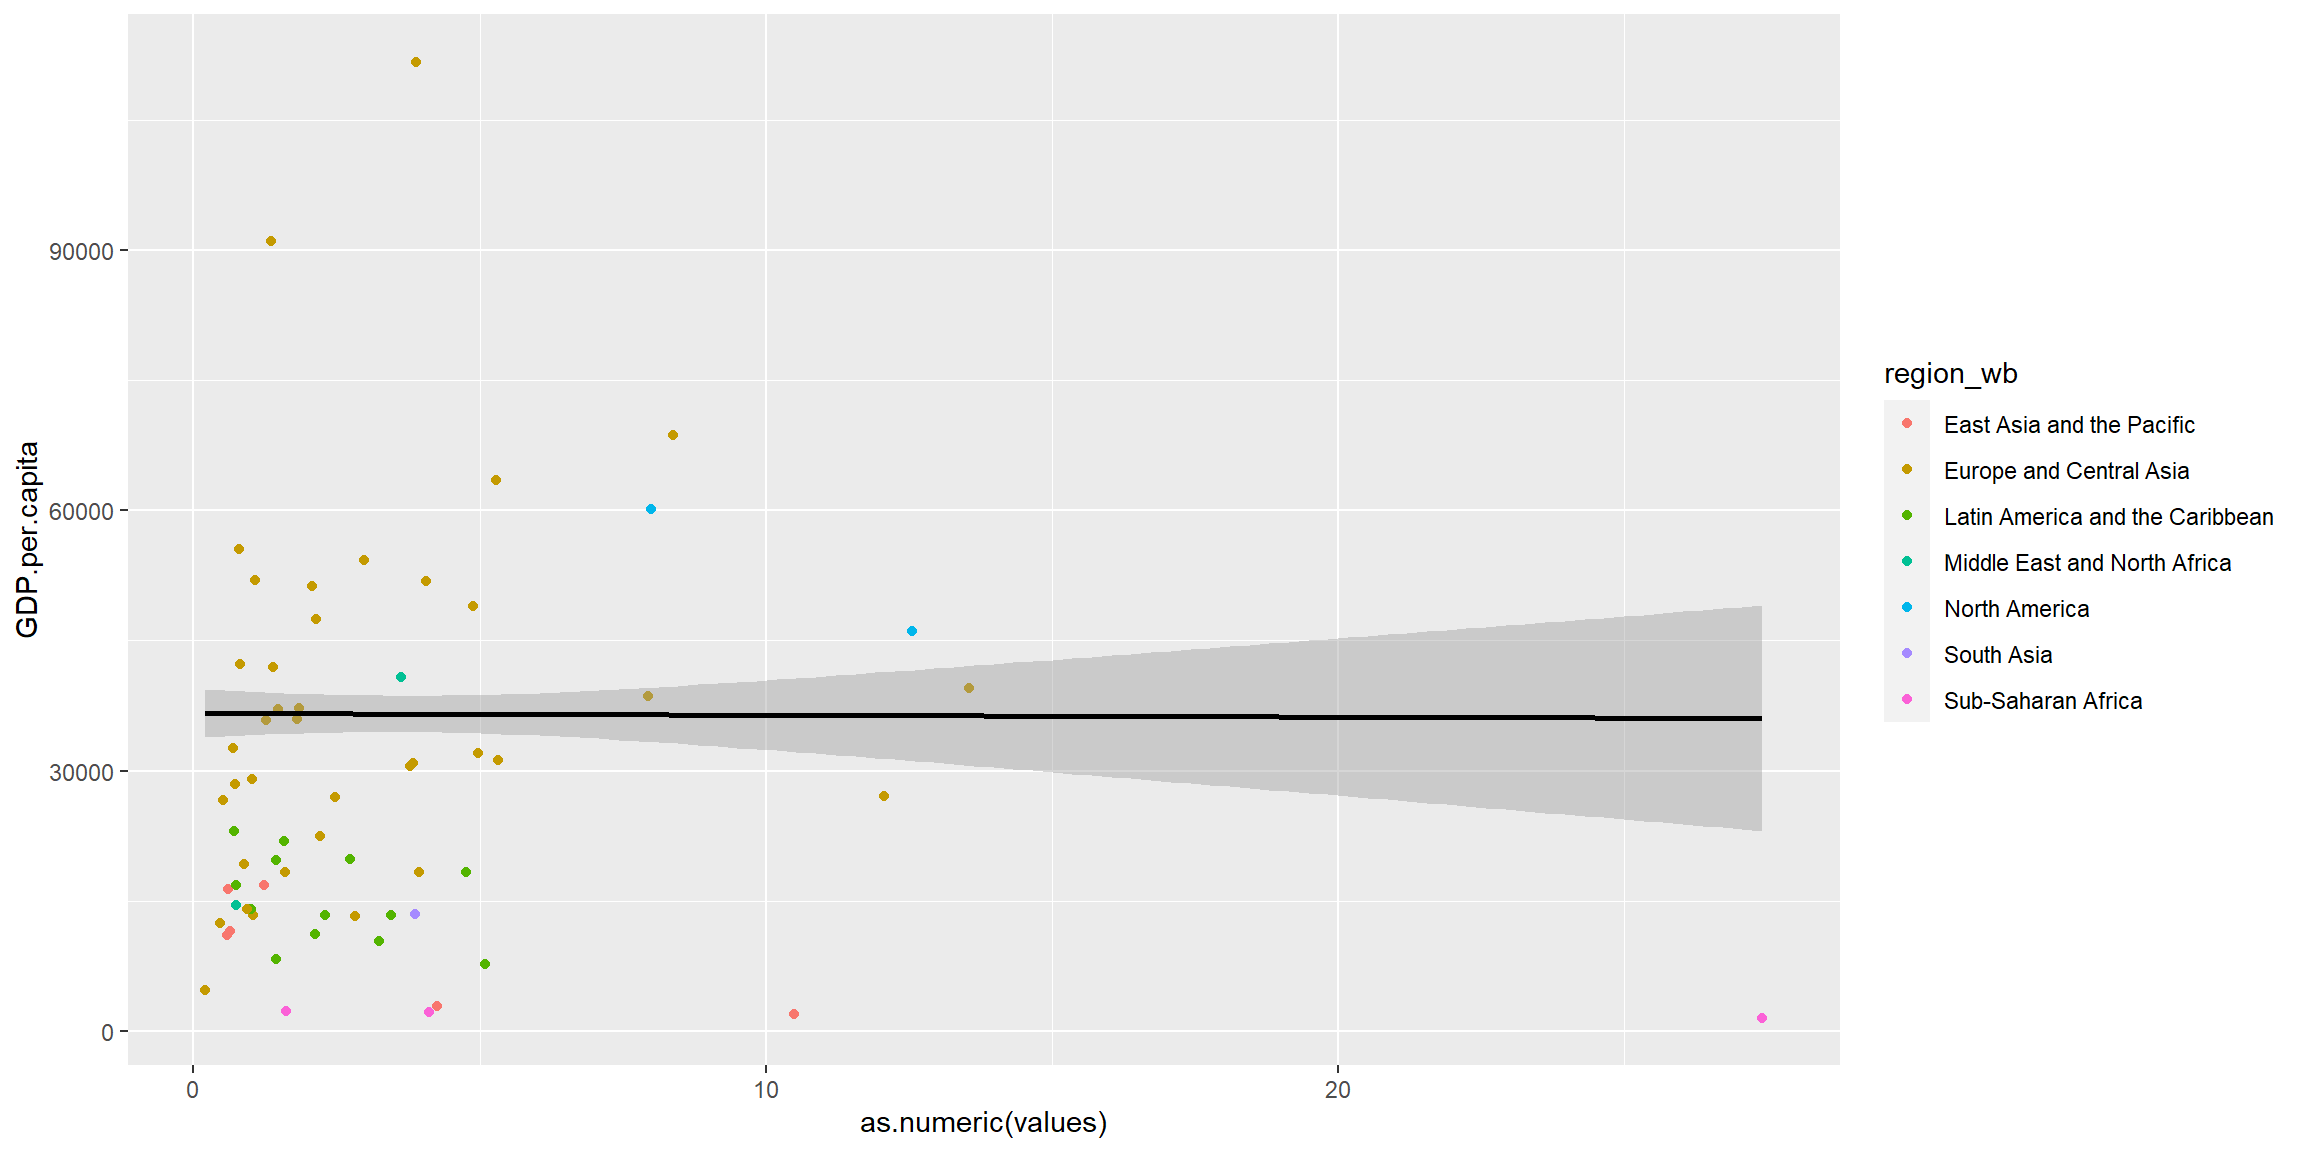 GDP.per.capita
90000
60000
30000
0
0
10
20
as.numeric(values)
region_wb
East Asia and the Pacific
Europe and Central Asia
Latin America and the Caribbean
Middle East and North Africa
North America
South Asia
Sub-Saharan Africa